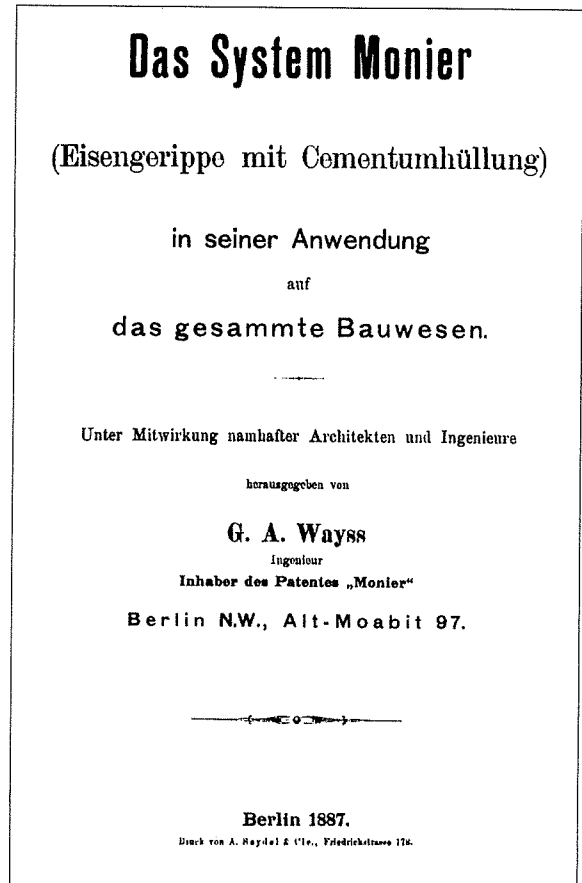 Das System Monier
(Eisengerippe mit Cementumhüllung)
in seiner Anwendung
auf
das gesammte Bauwesen.
Unter Mitwirkung namhafter Architekten und Ingenieure
herausgegeben von
G. A. Wayss
Ingenieur
Inhaber des Patentes „Monier“
Berlin N.W., Alt-Moabit 97.
Berlin 1887.
Druck von A. Seydel & Cie., Friedrichstrasse 178.